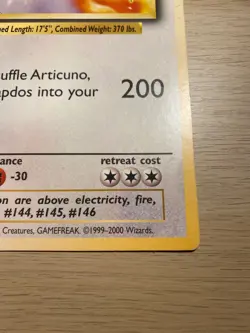 ed Length: 17'5", Combined Weight: 370 lbs.
uffle Articuno,
apdos into your
200
ance
retreat cost
-30
on are above electricity, fire,
#144, #145, #146
Creatures, GAMEFREAK. ©1999-2000 Wizards.